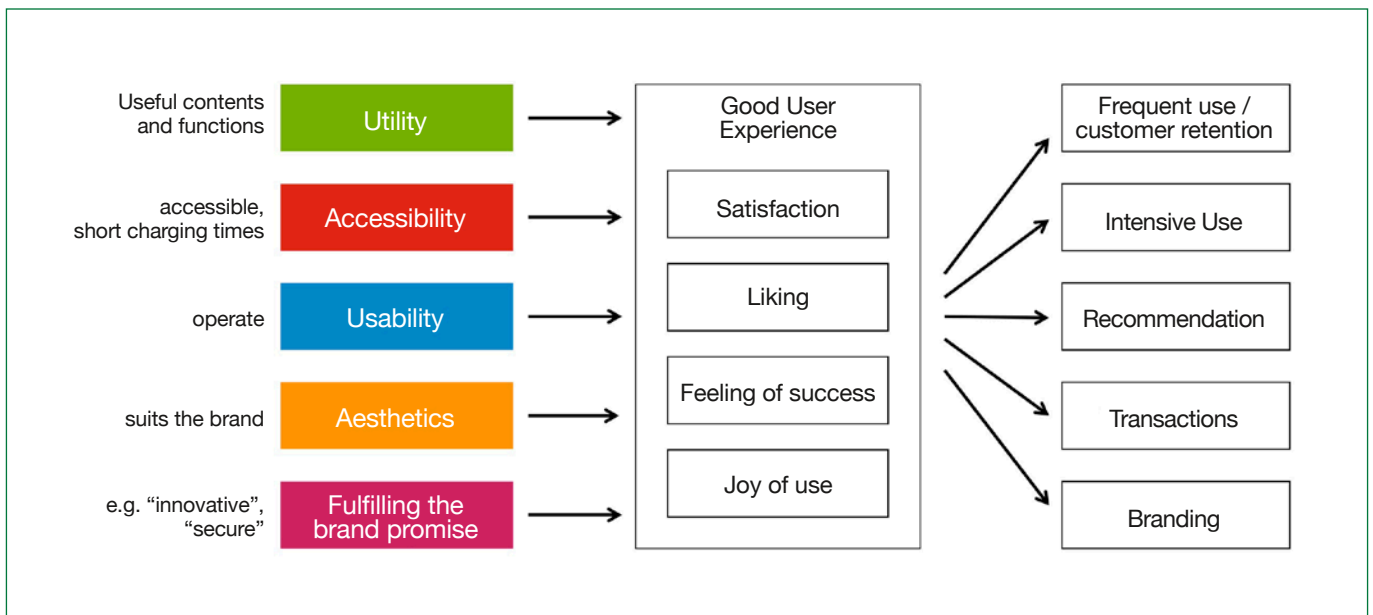 Useful contents
and functions
Utility
accessible,
short charging times
Accessibility
operate
Usability
suits the brand
Aesthetics
e.g. “innovative”,
“secure”
Fulfilling the
brand promise
Good User
Experience
Satisfaction
Liking
Feeling of success
Joy of use
Frequent use /
customer retention
Intensive Use
Recommendation
Transactions
Branding